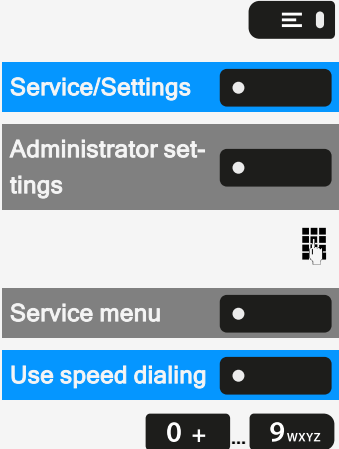 Service/Settings
Administrator set-
tings
Service menu
Use speed dialing
0 + ... 9 WXYZ